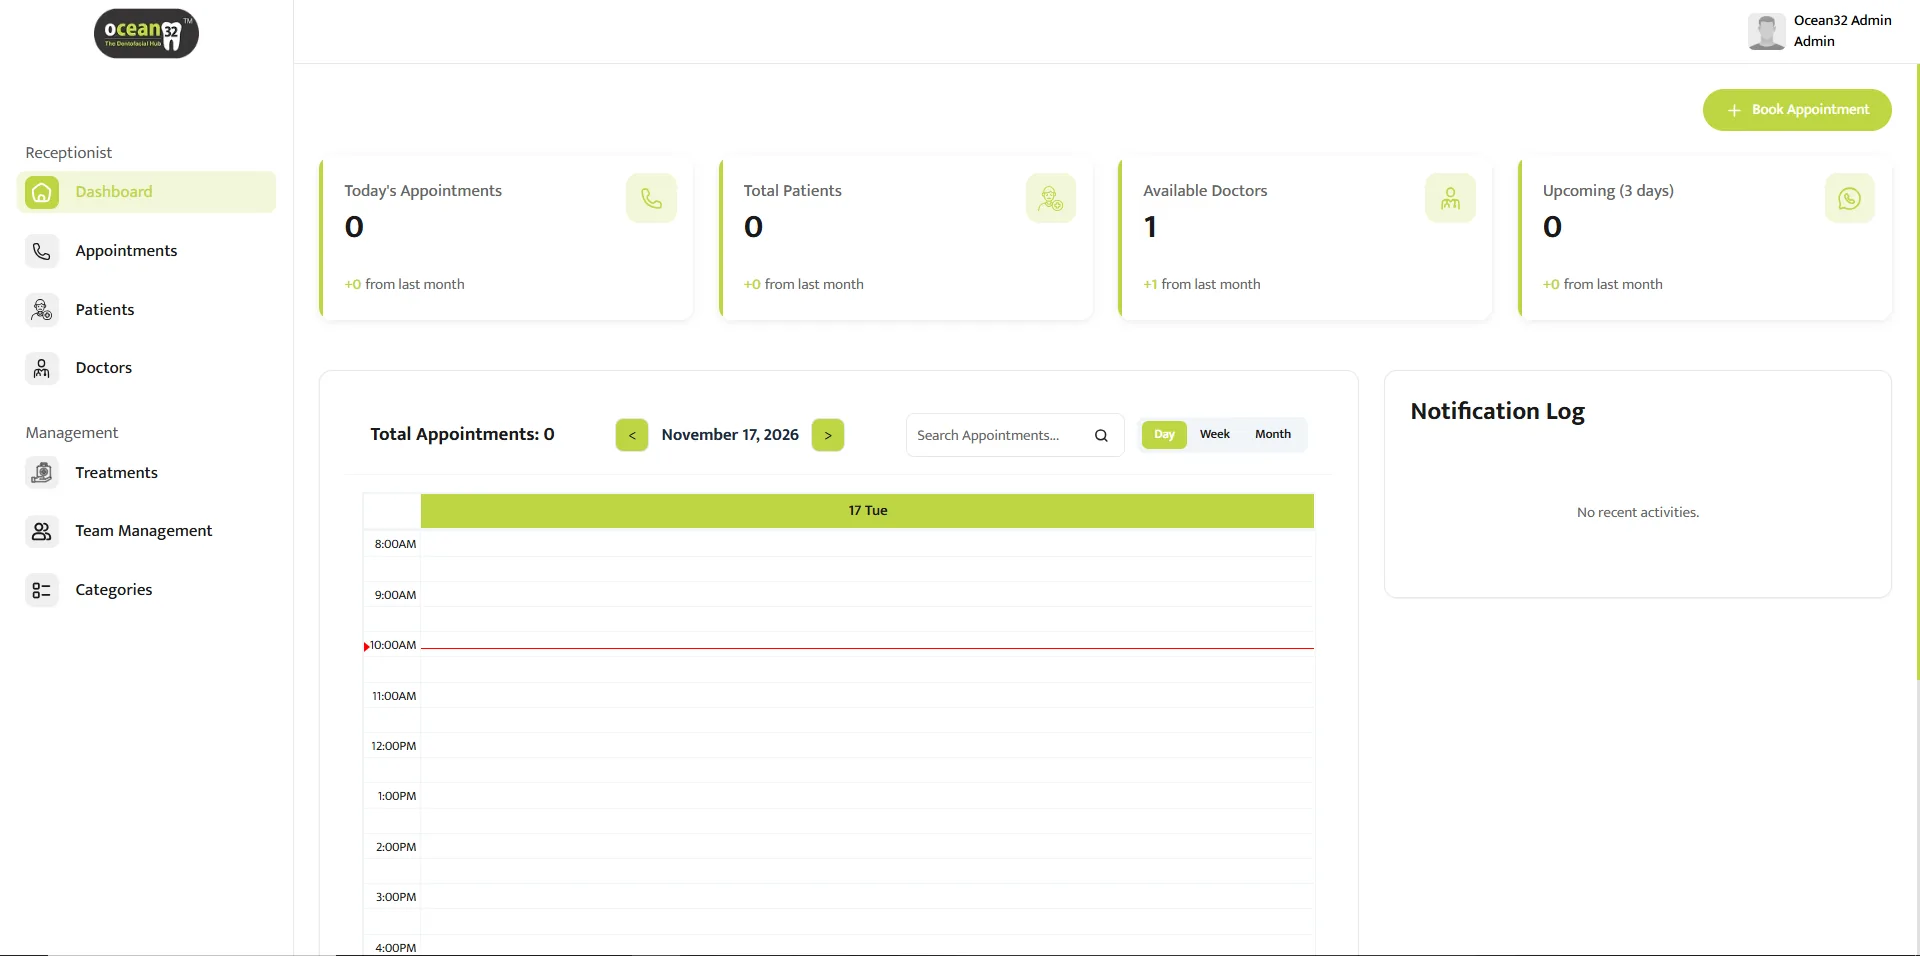 ocean32 TM
The Dentofacial Hub
Ocean32 Admin
Admin
+ Book Appointment
Receptionist
Dashboard
Appointments
Patients
Doctors
Management
Treatments
Team Management
Categories
Today's Appointments
0
+0 from last month
Total Patients
0
+0 from last month
Available Doctors
1
+1 from last month
Upcoming (3 days)
0
+0 from last month
Total Appointments: 0
< November 17, 2026 >
Search Appointments...
Day Week Month
17 Tue
8:00AM
9:00AM
10:00AM
11:00AM
12:00PM
1:00PM
2:00PM
3:00PM
4:00PM
Notification Log
No recent activities.